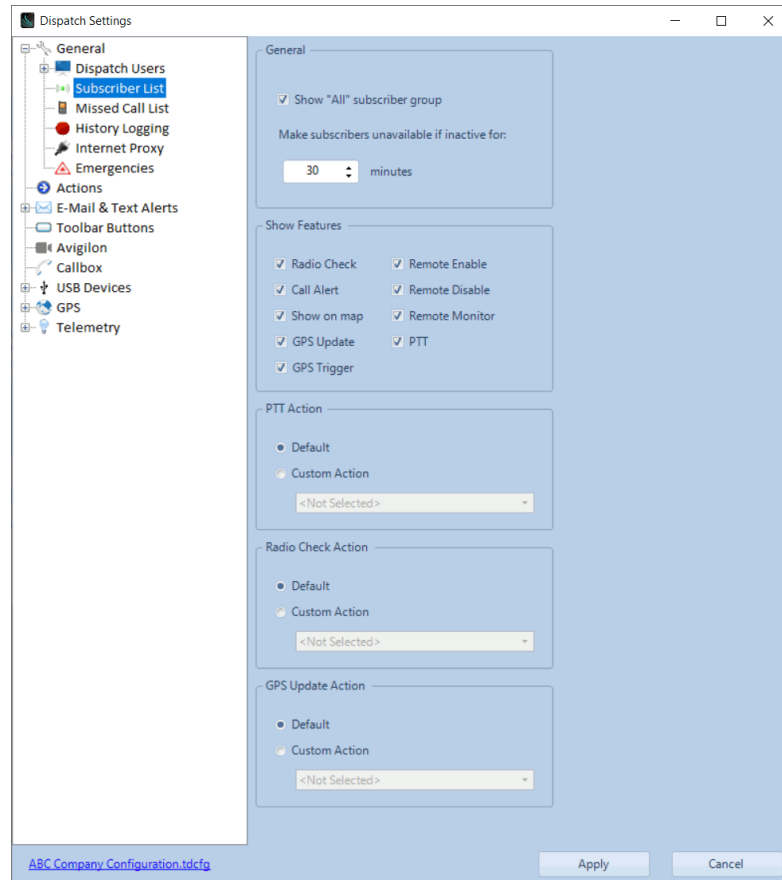 Dispatch Settings
General
Dispatch Users
Subscriber List
Missed Call List
History Logging
Internet Proxy
Emergencies
Actions
E-Mail & Text Alerts
Toolbar Buttons
Avigilon
Callbox
USB Devices
GPS
Telemetry
General
Show "All" subscriber group
Make subscribers unavailable if inactive for:
30 minutes
Show Features
Radio Check Remote Enable
Call Alert Remote Disable
Show on map Remote Monitor
GPS Update PTT
GPS Trigger
PTT Action
Default
Custom Action
<Not Selected>
Radio Check Action
Default
Custom Action
<Not Selected>
GPS Update Action
Default
Custom Action
<Not Selected>
ABC Company Configuration.tdcfg
Apply Cancel